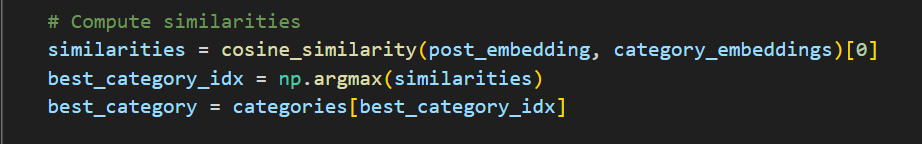 # Compute similarities
similarities = cosine_similarity(post_embedding, category_embeddings)[0]
best_category_idx = np.argmax(similarities)
best_category = categories[best_category_idx]